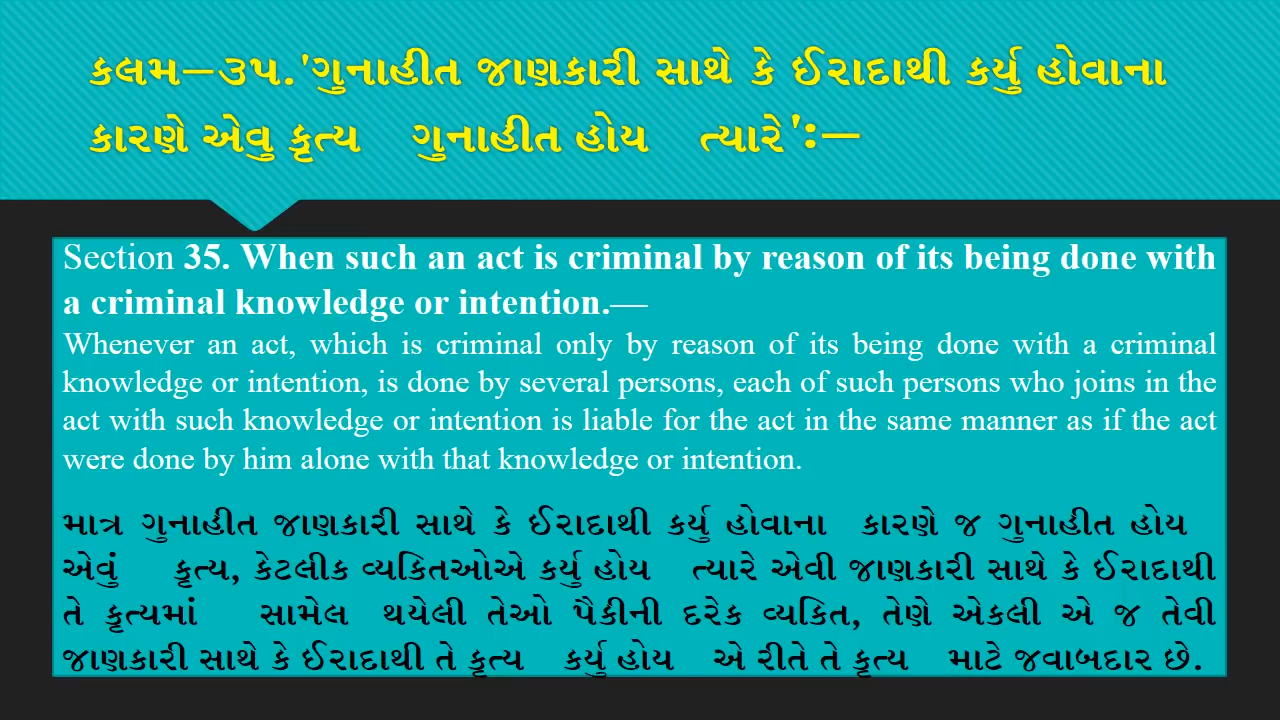 કલમ–૩૫.'ગુનાહીત જાણકારી સાથે કે ઈરાદાથી કર્યુ હોવાના
કારણે એવુ કૃત્ય ગુનાહીત હોય ત્યારે':–
Section 35. When such an act is criminal by reason of its being done with
a criminal knowledge or intention.—
Whenever an act, which is criminal only by reason of its being done with a criminal
knowledge or intention, is done by several persons, each of such persons who joins in the
act with such knowledge or intention is liable for the act in the same manner as if the act
were done by him alone with that knowledge or intention.
માત્ર ગુનાહીત જાણકારી સાથે કે ઈરાદાથી કર્યુ હોવાના કારણે જ ગુનાહીત હોય
એવું કૃત્ય, કેટલીક વ્યકિતઓએ કર્યુ હોય ત્યારે એવી જાણકારી સાથે કે ઈરાદાથી
તે કૃત્યમાં સામેલ થયેલી તેઓ પૈકીની દરેક વ્યકિત, તેણે એકલી એ જ તેવી
જાણકારી સાથે કે ઈરાદાથી તે કૃત્ય કર્યુ હોય એ રીતે તે કૃત્ય માટે જવાબદાર છે.